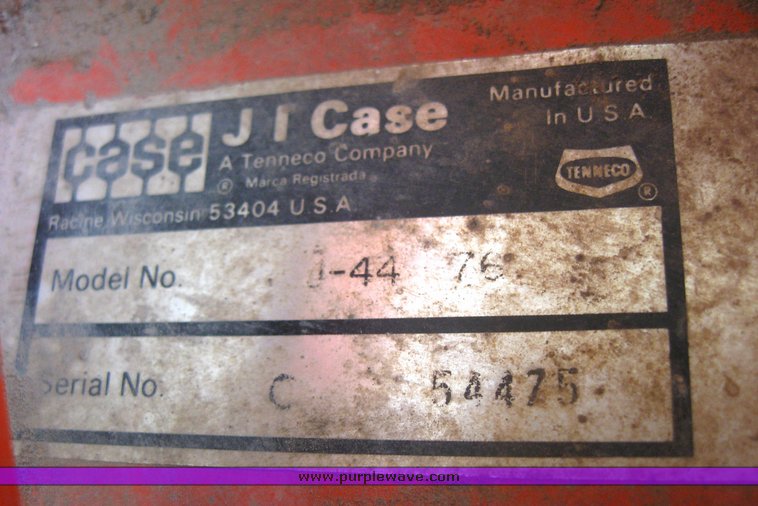 case
J I Case
A Tenneco Company
® Marca Registrada
Racine Wisconsin 53404 U.S.A
Manufactured
In U S A
TENNECO
®
Model No. -44 76
Serial No. C 54475
www.purplewave.com